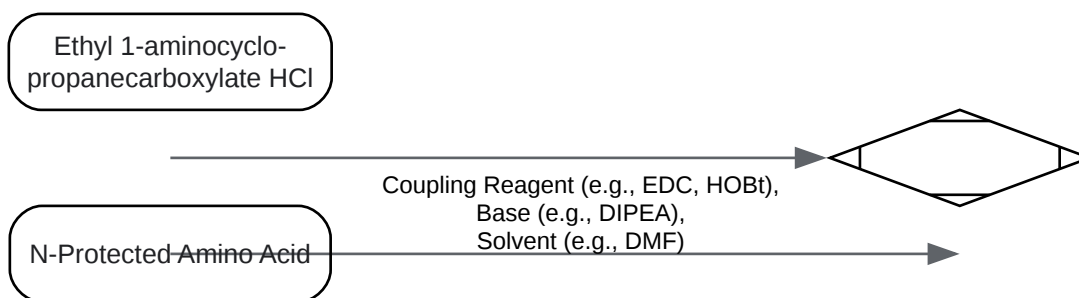 Ethyl 1-aminocyclo-
propanecarboxylate HCl
Coupling Reagent (e.g., EDC, HOBt),
Base (e.g., DIPEA),
Solvent (e.g., DMF)
N-Protected Amino Acid